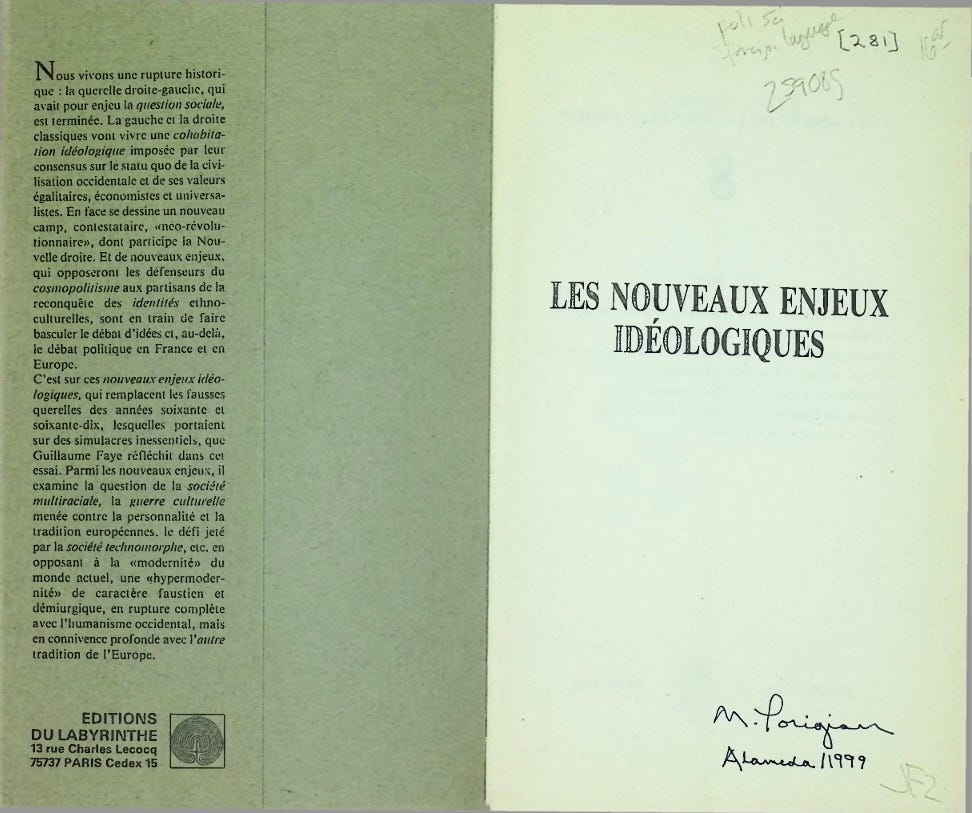 Nous vivons une rupture histori-
que : la querelle droite-gauche, qui
avait pour enjeu la question sociale,
est terminée. La gauche et la droite
classiques vont vivre une cohabita-
tion idéologique imposée par leur
consensus sur le statu quo de la civi-
lisation occidentale et de ses valeurs
égalitaires, économistes et universa-
listes. En face se dessine un nouveau
camp, contestataire, «néo-révolu-
tionnaire», dont participe la Nou-
velle droite. Et de nouveaux enjeux,
qui opposeront les défenseurs du
cosmopolitisme aux partisans de la
reconquête des identités ethno-
culturelles, sont en train de faire
basculer le débat d'idées et, au-delà,
le débat politique en France et en
Europe.
C'est sur ces nouveaux enjeux idéo-
logiques, qui remplacent les fausses
querelles des années soixante et
soixante-dix, lesquelles portaient
sur des simulacres inessentiels, que
Guillaume Faye réfléchit dans cet
essai. Parmi les nouveaux enjeux, il
examine la question de la société
multiraciale, la guerre culturelle
menée contre la personnalité et la
tradition européennes, le défi jeté
par la société technomorphe, etc. en
opposant à la «modernité» du
monde actuel, une «hypermoder-
nité» de caractère faustien et
démiurgique, en rupture complète
avec l'humanisme occidental, mais
en connivence profonde avec l'autre
tradition de l'Europe.
EDITIONS
DU LABYRINTHE
13 rue Charles Lecocq
75737 PARIS Cedex 15
poli sci
foreign language
[281]
259085
8
LES NOUVEAUX ENJEUX
IDÉOLOGIQUES
M. Porigian
Alameda / 1999
JF2